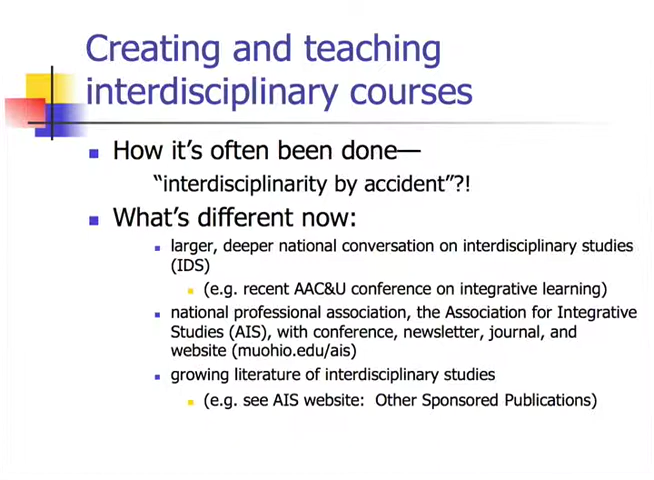 Creating and teaching
interdisciplinary courses
How it's often been done—
"interdisciplinarity by accident"?!
What's different now:
larger, deeper national conversation on interdisciplinary studies
(IDS)
(e.g. recent AAC&U conference on integrative learning)
national professional association, the Association for Integrative
Studies (AIS), with conference, newsletter, journal, and
website (muohio.edu/ais)
growing literature of interdisciplinary studies
(e.g. see AIS website:  Other Sponsored Publications)